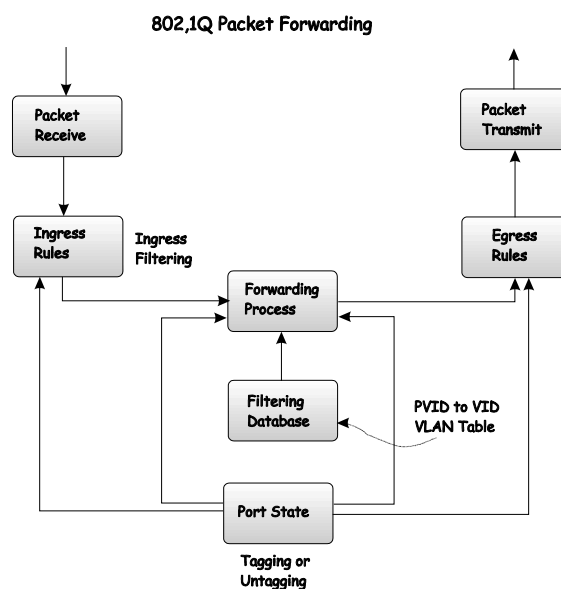 802,1Q Packet Forwarding
Packet
Receive
Packet
Transmit
Ingress
Rules
Ingress
Filtering
Egress
Rules
Forwarding
Process
Filtering
Database
PVID to VID
VLAN Table
Port State
Tagging or
Untagging